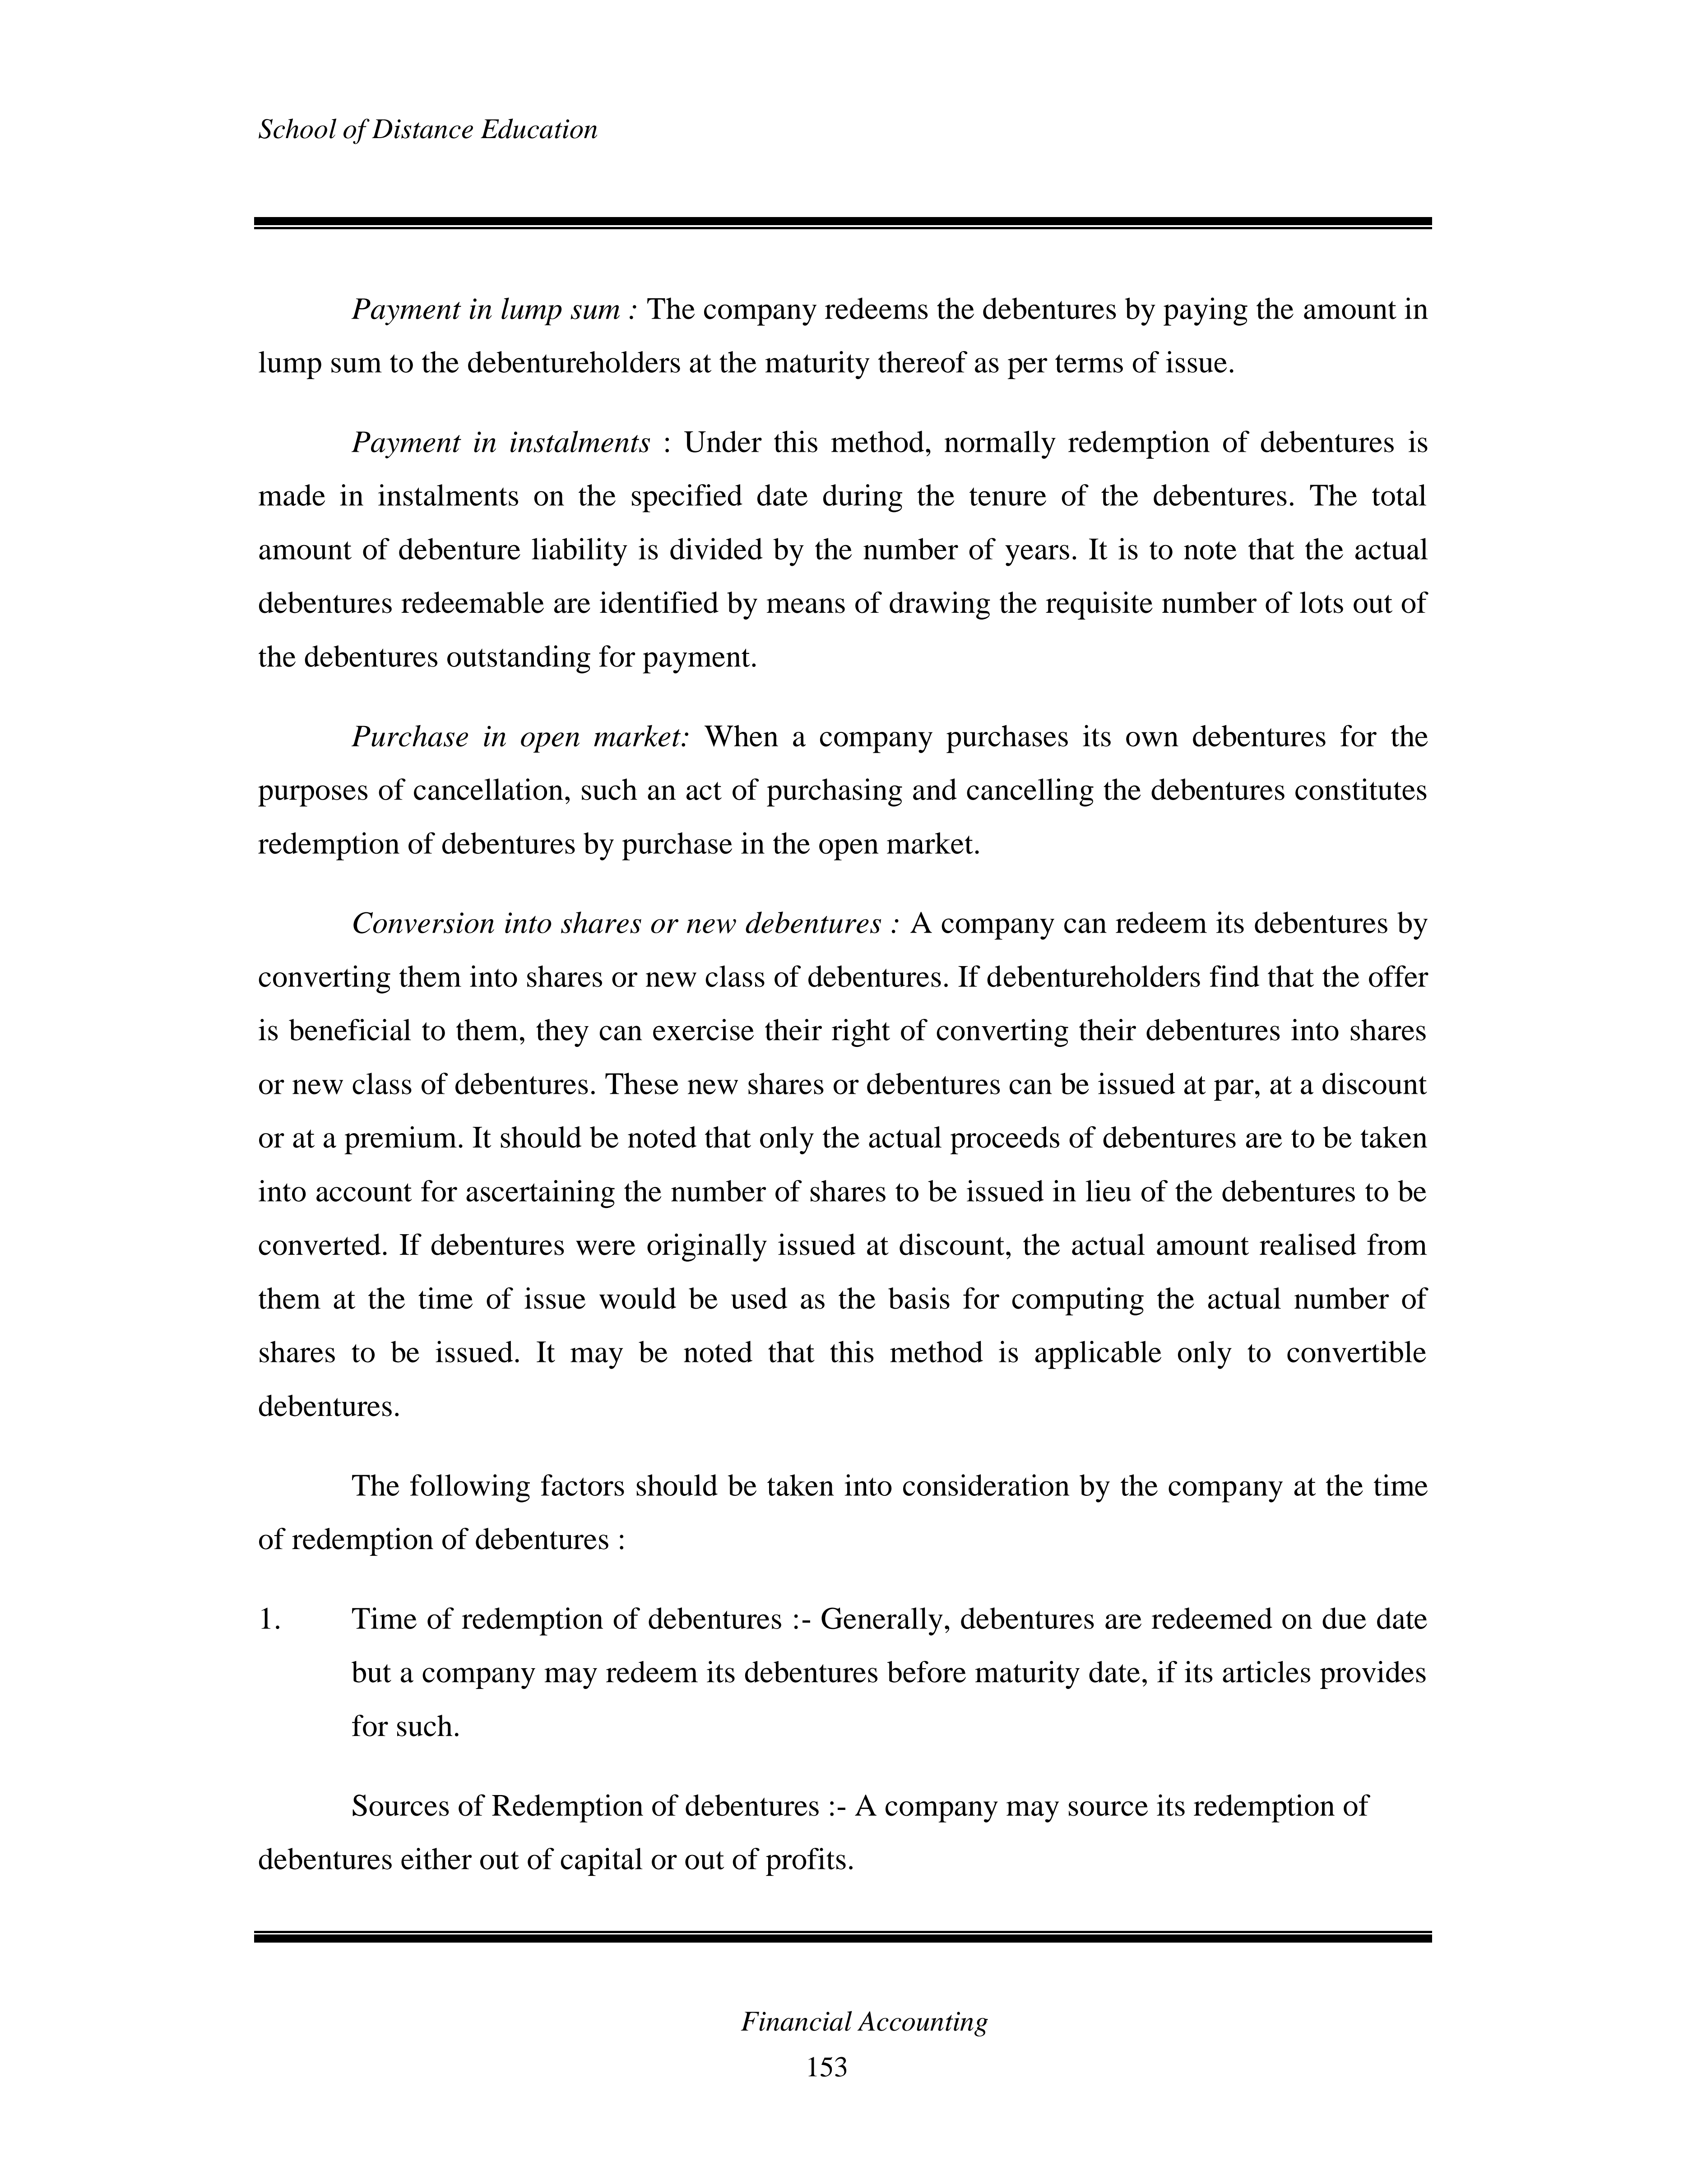 School of Distance Education
Payment in lump sum : The company redeems the debentures by paying the amount in
lump sum to the debentureholders at the maturity thereof as per terms of issue.
Payment in instalments : Under this method, normally redemption of debentures is
made in instalments on the specified date during the tenure of the debentures. The total
amount of debenture liability is divided by the number of years. It is to note that the actual
debentures redeemable are identified by means of drawing the requisite number of lots out of
the debentures outstanding for payment.
Purchase in open market: When a company purchases its own debentures for the
purposes of cancellation, such an act of purchasing and cancelling the debentures constitutes
redemption of debentures by purchase in the open market.
Conversion into shares or new debentures : A company can redeem its debentures by
converting them into shares or new class of debentures. If debentureholders find that the offer
is beneficial to them, they can exercise their right of converting their debentures into shares
or new class of debentures. These new shares or debentures can be issued at par, at a discount
or at a premium. It should be noted that only the actual proceeds of debentures are to be taken
into account for ascertaining the number of shares to be issued in lieu of the debentures to be
converted. If debentures were originally issued at discount, the actual amount realised from
them at the time of issue would be used as the basis for computing the actual number of
shares to be issued. It may be noted that this method is applicable only to convertible
debentures.
The following factors should be taken into consideration by the company at the time
of redemption of debentures :
1. Time of redemption of debentures :- Generally, debentures are redeemed on due date
but a company may redeem its debentures before maturity date, if its articles provides
for such.
Sources of Redemption of debentures :- A company may source its redemption of
debentures either out of capital or out of profits.
Financial Accounting
153